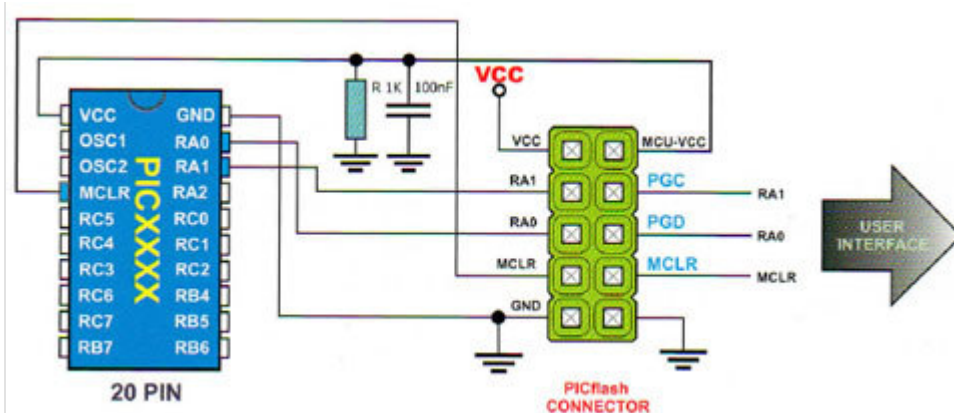 R 1K
100nF
VCC
VCC
GND
OSC1
RA0
OSC2
RA1
MCLR
RA2
RC5
RC0
RC4
RC1
RC3
RC2
RC6
RB4
RC7
RB5
RB7
RB6
PICXXXX
20 PIN
VCC
MCU-VCC
RA1
PGC
RA1
RA0
PGD
RA0
MCLR
MCLR
MCLR
GND
PICflash
CONNECTOR
USER
INTERFACE